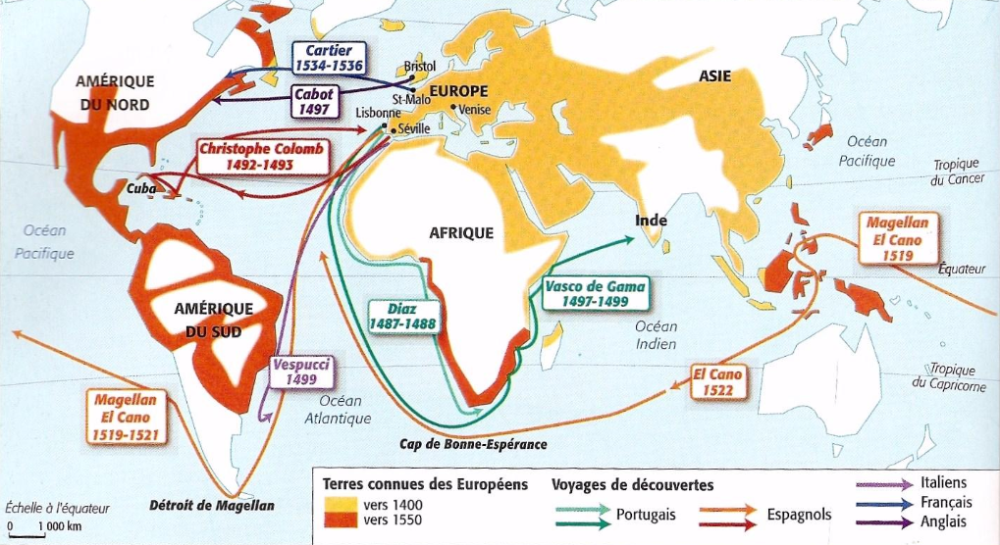 Cartier
1534-1536
Bristol
AMÉRIQUE
DU NORD
Cabot
1497
St-Malo
EUROPE
Venise
ASIE
Lisbonne
Séville
Christophe Colomb
1492-1493
Cuba
Océan
Pacifique
Tropique
du Cancer
Océan
Pacifique
AFRIQUE
Inde
Magellan
El Cano
1519
Équateur
AMÉRIQUE
DU SUD
Diaz
1487-1488
Vasco de Gama
1497-1499
Océan
Indien
Vespucci
1499
El Cano
1522
Tropique
du Capricorne
Magellan
El Cano
1519-1521
Océan
Atlantique
Cap de Bonne-Espérance
Détroit de Magellan
Échelle à l'équateur
0 1 000 km
Terres connues des Européens
vers 1400
vers 1550
Voyages de découvertes
Portugais
Espagnols
Italiens
Français
Anglais